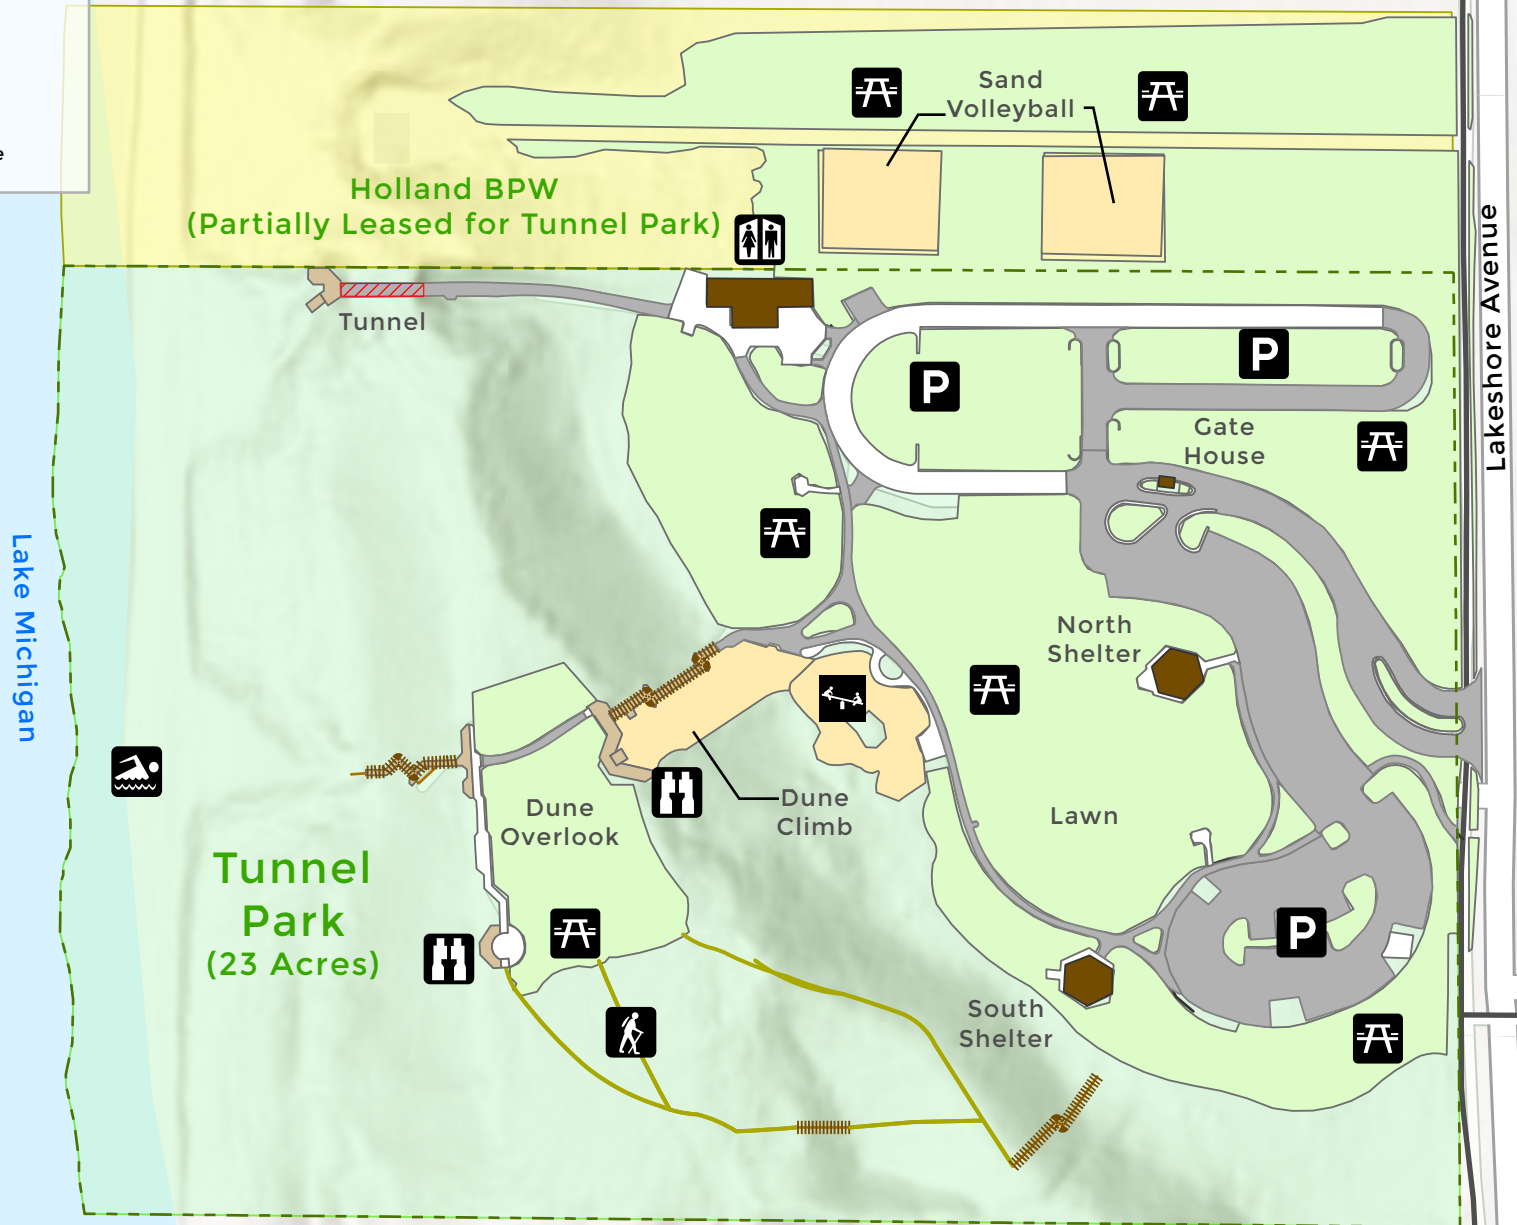 Sand
Volleyball
e
Holland BPW
(Partially Leased for Tunnel Park)
Lakeshore Avenue
Tunnel
P
P
Gate
House
Lake Michigan
North
Shelter
Dune
Overlook
Dune
Climb
Lawn
Tunnel
Park
(23 Acres)
P
South
Shelter